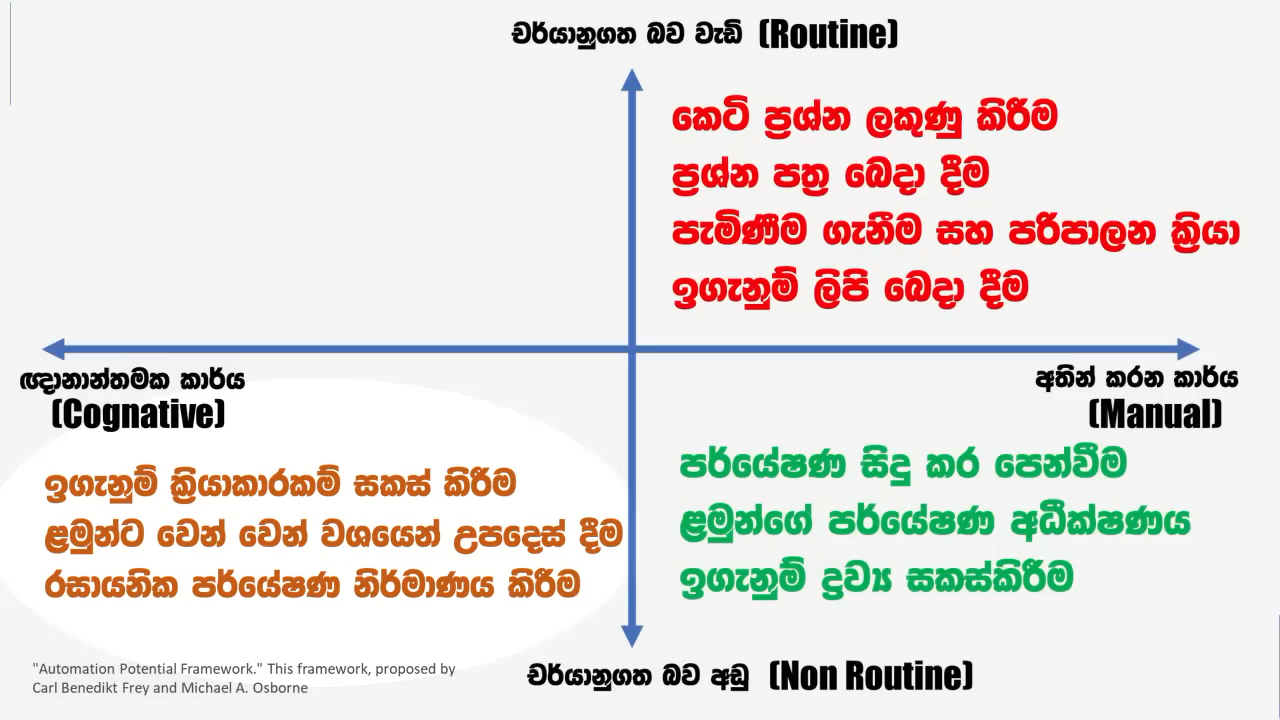 චර්යානුගත බව වැඩි (Routine)
කෙටි ප්‍රශ්න ලකුණු කිරීම
ප්‍රශ්න පත්‍ර බෙදා දීම
පැමිණීම ගැනීම සහ පරිපාලන ක්‍රියා
ඉගැනුම් ලිපි බෙදා දීම
ඥානාන්තමක කාර්ය
(Cognative)
අතින් කරන කාර්ය
(Manual)
ඉගැනුම් ක්‍රියාකාරකම් සකස් කිරීම
ළමුන්ට වෙන් වෙන් වශයෙන් උපදෙස් දීම
රසායනික පර්යේෂණ නිර්මාණය කිරීම
පර්යේෂණ සිදු කර පෙන්වීම
ළමුන්ගේ පර්යේෂණ අධීක්ෂණය
ඉගැනුම් ද්‍රව්‍ය සකස්කිරීම
චර්යානුගත බව අඩු (Non Routine)
"Automation Potential Framework." This framework, proposed by
Carl Benedikt Frey and Michael A. Osborne